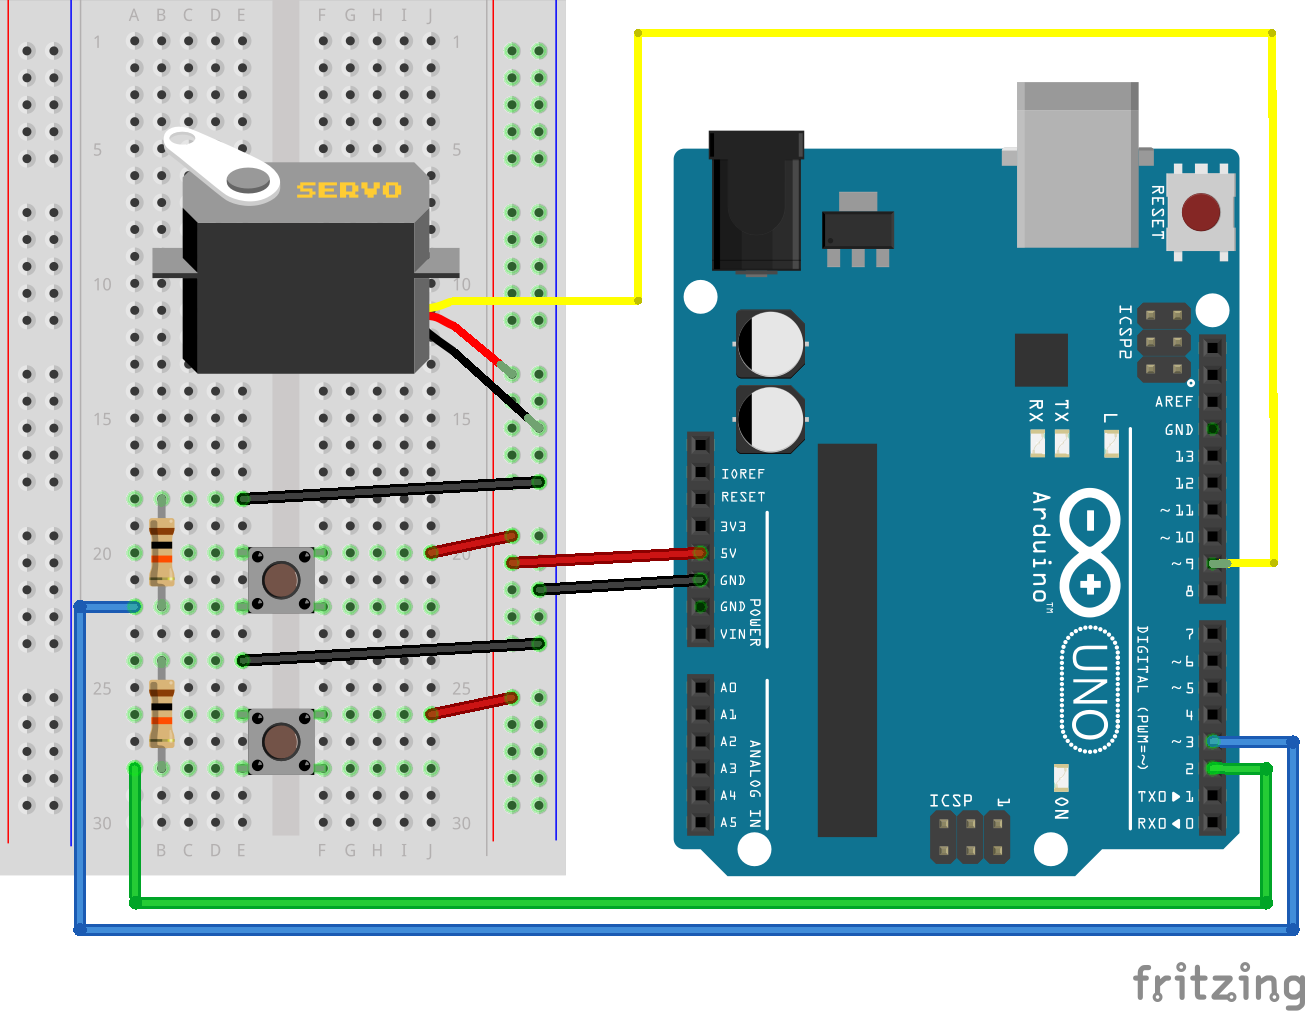 A B C D E F G H I J
1 1
5 5
SERVO
10 10
15 15
20 20
25 25
30 30
A B C D E F G H I J
RESET
ICSP2
AREF
GND
13
12
~11
~10
~9
8
7
~6
~5
4
~3
2
TX0▶1
RX0◀0
RX
TX
L
IOREF
RESET
3V3
5V
GND
GND
VIN
POWER
A0
A1
A2
A3
A4
A5
ANALOG IN
Arduino™
UNO
DIGITAL (PWM=~)
ICSP
1
ON
fritzing